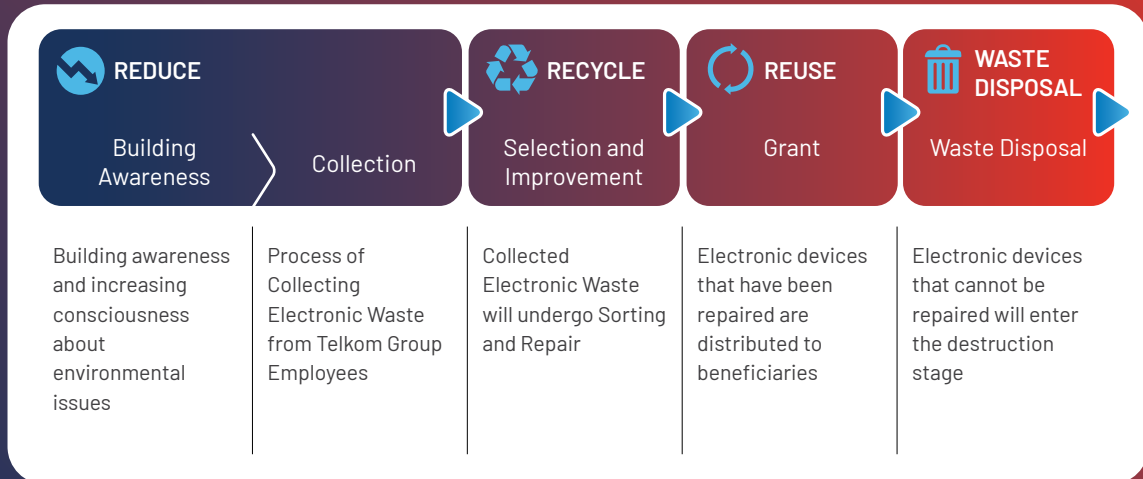 REDUCE
Building
Awareness
Collection
RECYCLE
Selection and
Improvement
REUSE
Grant
WASTE
DISPOSAL
Waste Disposal
Building awareness
and increasing
consciousness
about
environmental
issues
Process of
Collecting
Electronic Waste
from Telkom Group
Employees
Collected
Electronic Waste
will undergo Sorting
and Repair
Electronic devices
that have been
repaired are
distributed to
beneficiaries
Electronic devices
that cannot be
repaired will enter
the destruction
stage